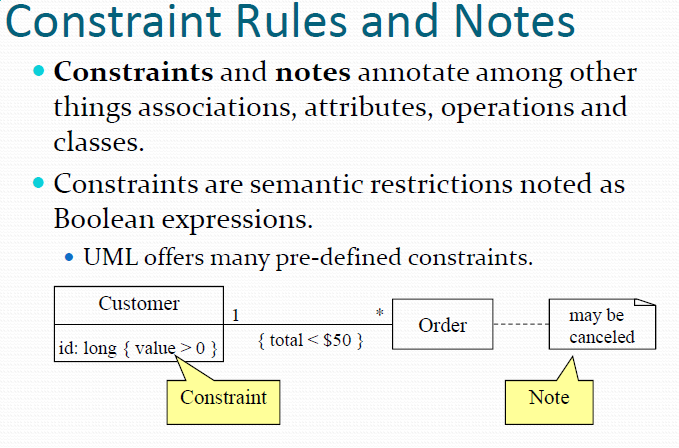 Constraint Rules and Notes
Constraints and notes annotate among other
things associations, attributes, operations and
classes.
Constraints are semantic restrictions noted as
Boolean expressions.
UML offers many pre-defined constraints.
Customer
id: long { value > 0 }
1
*
{ total < $50 }
Order
may be
canceled
Constraint
Note